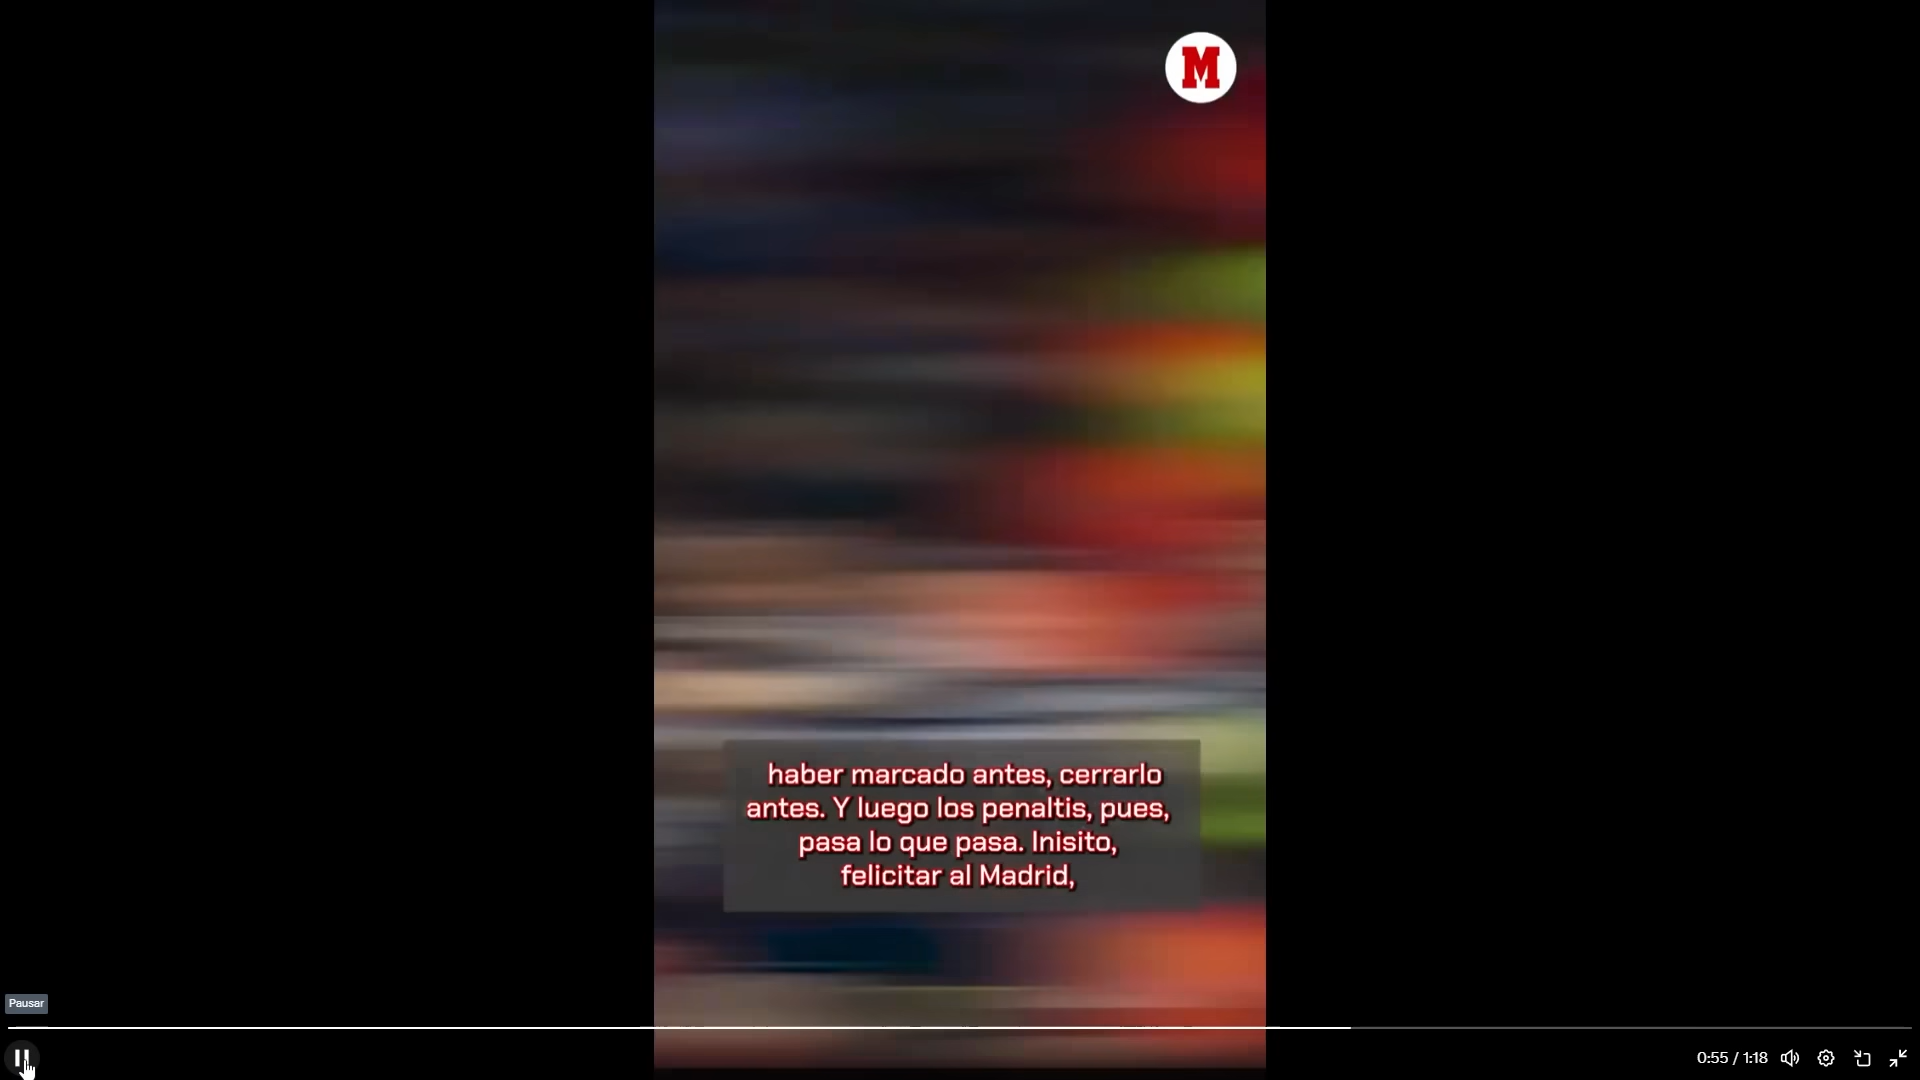 M
haber marcado antes, cerrarlo
antes. Y luego los penaltis, pues,
pasa lo que pasa. Inisito,
felicitar al Madrid,
Pausar
0:55 / 1:18